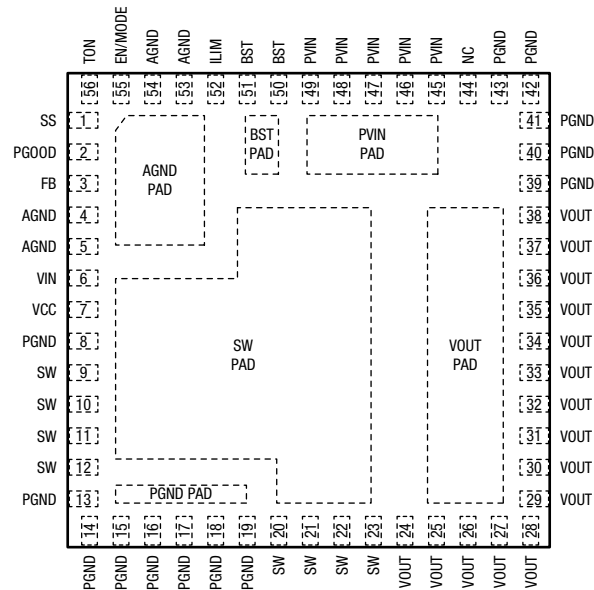 TON
EN/MODE
AGND
AGND
ILIM
BST
BST
PVIN
PVIN
PVIN
PVIN
PVIN
NC
PGND
PGND
56
55
54
53
52
51
50
49
48
47
46
45
44
43
42
SS 1
PGOOD 2
FB 3
AGND 4
AGND 5
VIN 6
VCC 7
PGND 8
SW 9
SW 10
SW 11
SW 12
PGND 13
AGND
PAD
BST
PAD
PVIN
PAD
SW
PAD
VOUT
PAD
PGND PAD
41 PGND
40 PGND
39 PGND
38 VOUT
37 VOUT
36 VOUT
35 VOUT
34 VOUT
33 VOUT
32 VOUT
31 VOUT
30 VOUT
29 VOUT
14
15
16
17
18
19
20
21
22
23
24
25
26
27
28
PGND
PGND
PGND
PGND
PGND
PGND
SW
SW
SW
SW
VOUT
VOUT
VOUT
VOUT
VOUT